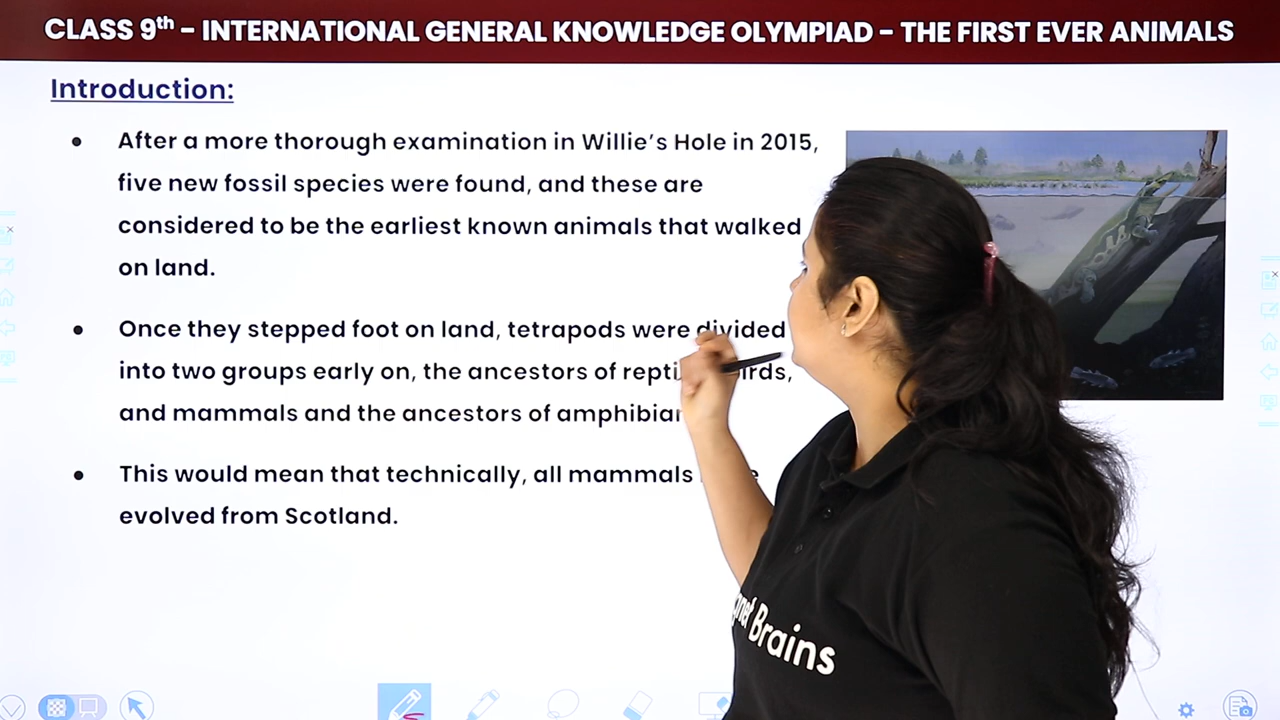 CLASS 9th – INTERNATIONAL GENERAL KNOWLEDGE OLYMPIAD – THE FIRST EVER ANIMALS
Introduction:
• After a more thorough examination in Willie's Hole in 2015,
five new fossil species were found, and these are
considered to be the earliest known animals that walked
on land.
• Once they stepped foot on land, tetrapods were divided
into two groups early on, the ancestors of
and mammals and the ancestors of
• This would mean that technically, all mammals
evolved from Scotland.
Brains